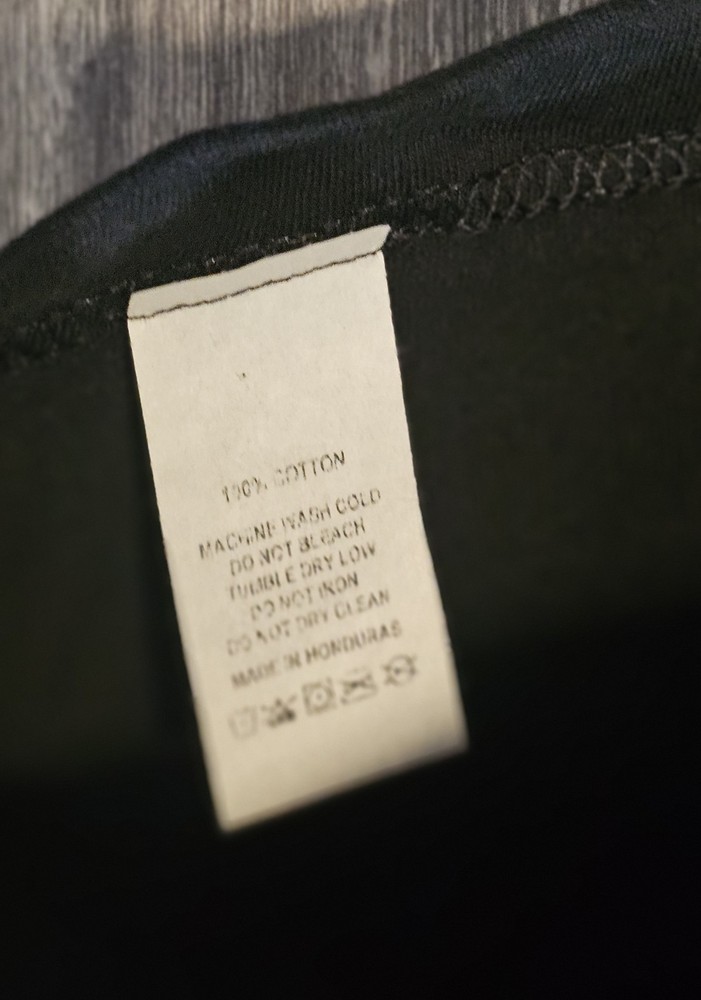 100% COTTON
MACHINE WASH COLD
DO NOT BLEACH
TUMBLE DRY LOW
DO NOT IRON
DO NOT DRY CLEAN
MADE IN HONDURAS